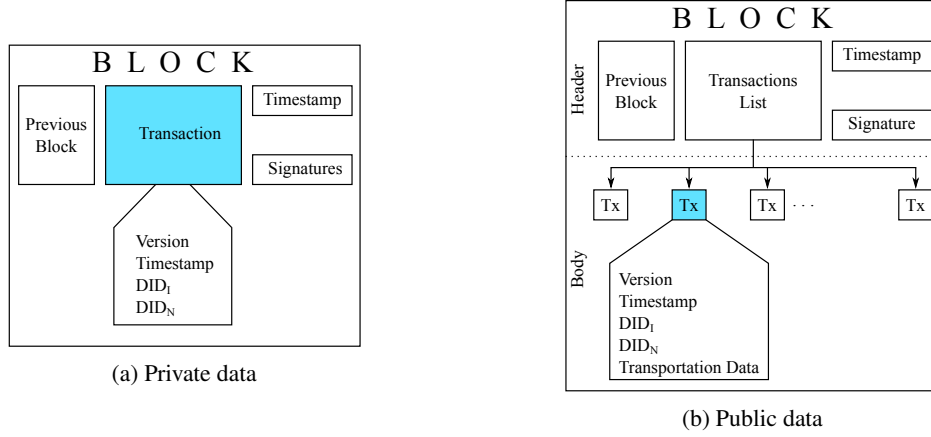 B L O C K
Previous
Block
Transaction
Timestamp
Signatures
Version
Timestamp
DID_I
DID_N
(a) Private data
B L O C K
Header
Previous
Block
Transactions
List
Timestamp
Signature
Body
Tx
Tx
Tx
. . .
Tx
Version
Timestamp
DID_I
DID_N
Transportation Data
(b) Public data